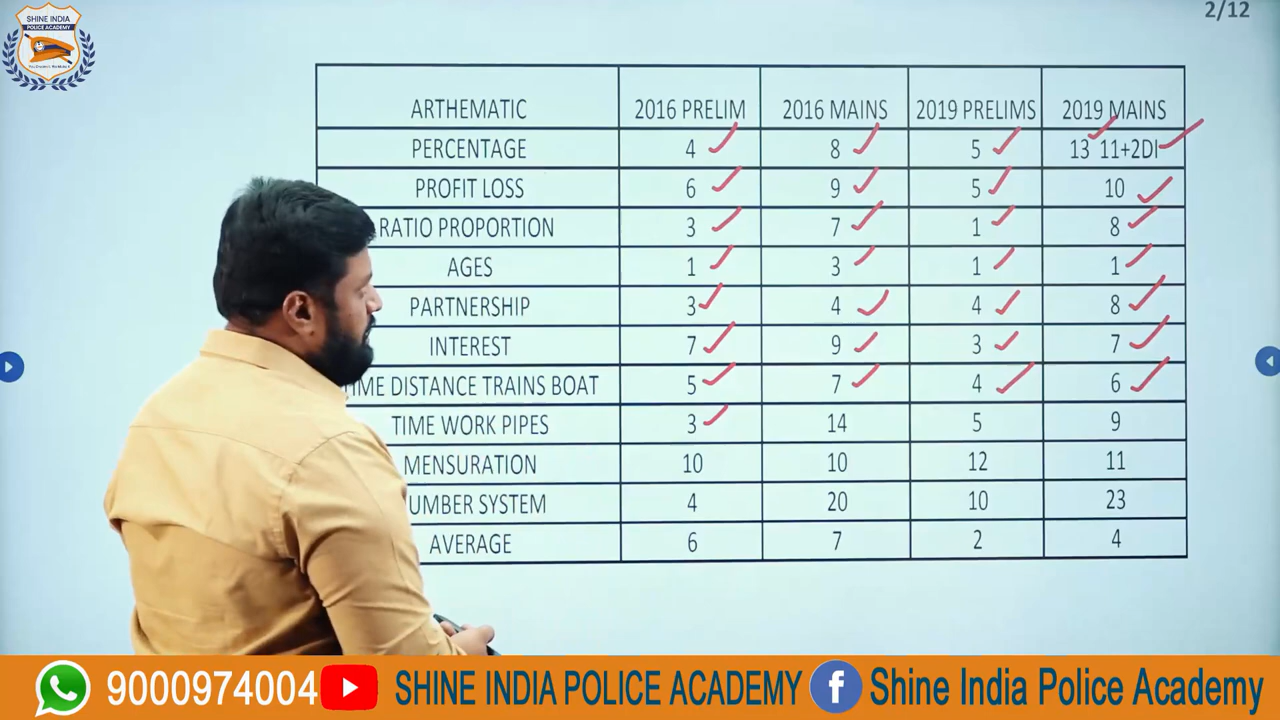 SHINE INDIA
POLICE ACADEMY
2/12
ARTHEMATIC 2016 PRELIM 2016 MAINS 2019 PRELIMS 2019 MAINS
PERCENTAGE 4 8 5 13 11+2DI
PROFIT LOSS 6 9 5 10
RATIO PROPORTION 3 7 1 8
AGES 1 3 1 1
PARTNERSHIP 3 4 4 8
INTEREST 7 9 3 7
TIME DISTANCE TRAINS BOAT 5 7 4 6
TIME WORK PIPES 3 14 5 9
MENSURATION 10 10 12 11
UMBER SYSTEM 4 20 10 23
AVERAGE 6 7 2 4
9000974004 SHINE INDIA POLICE ACADEMY f Shine India Police Academy